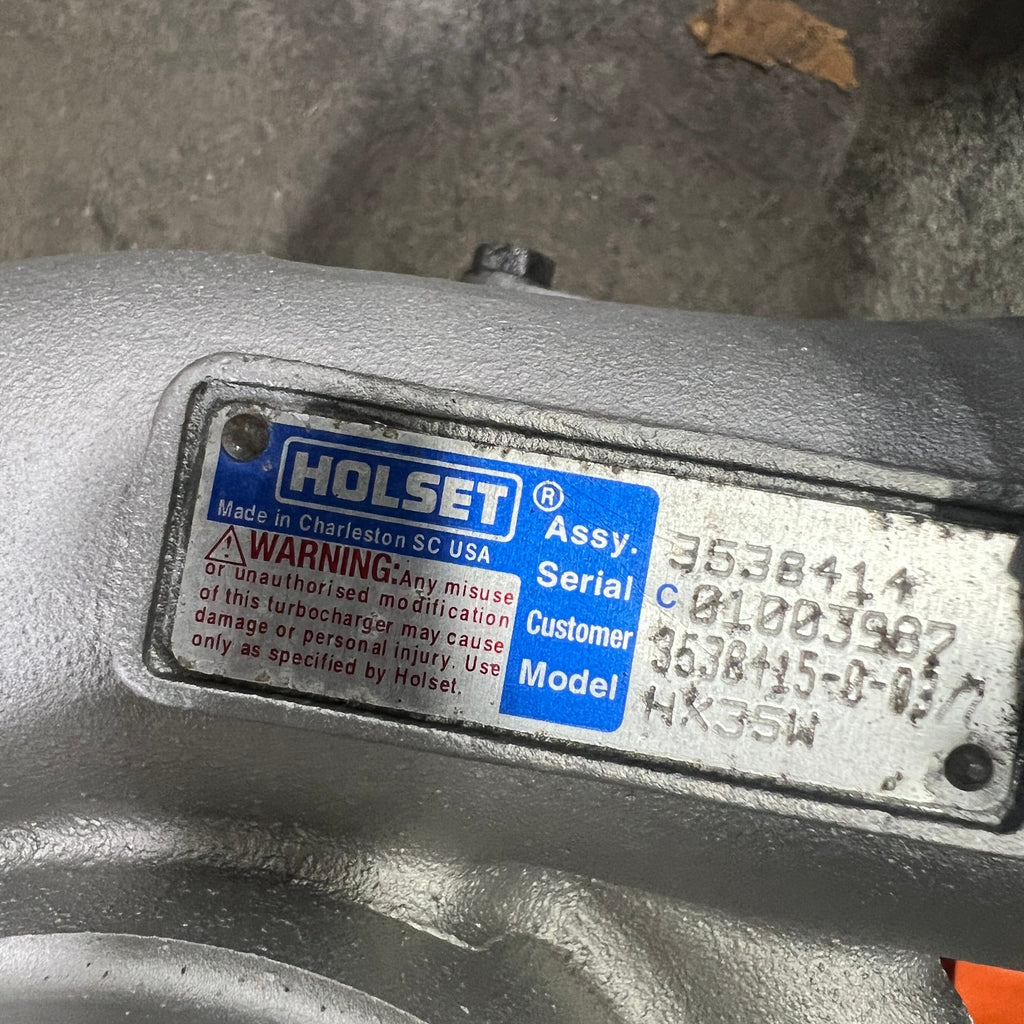 HOLSET ®
Made in Charleston SC USA
WARNING: Any misuse
or unauthorised modification
of this turbocharger may cause
damage or personal injury. Use
only as specified by Holset.
Assy. 3538414
Serial C 01003987
Customer 3538415-0-
Model HX35W